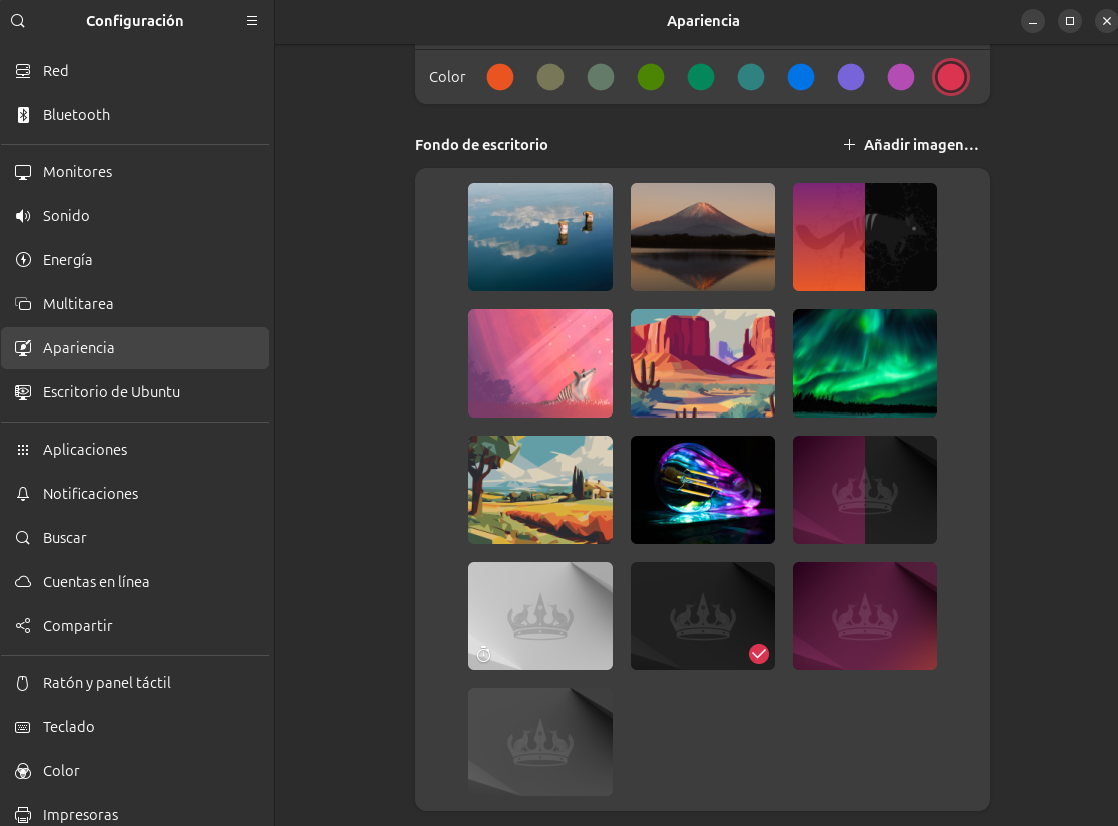 Configuración
Apariencia
Red
Bluetooth
Monitores
Sonido
Energía
Multitarea
Apariencia
Escritorio de Ubuntu
Aplicaciones
Notificaciones
Buscar
Cuentas en línea
Compartir
Ratón y panel táctil
Teclado
Color
Impresoras
Color
Fondo de escritorio
Añadir imagen…